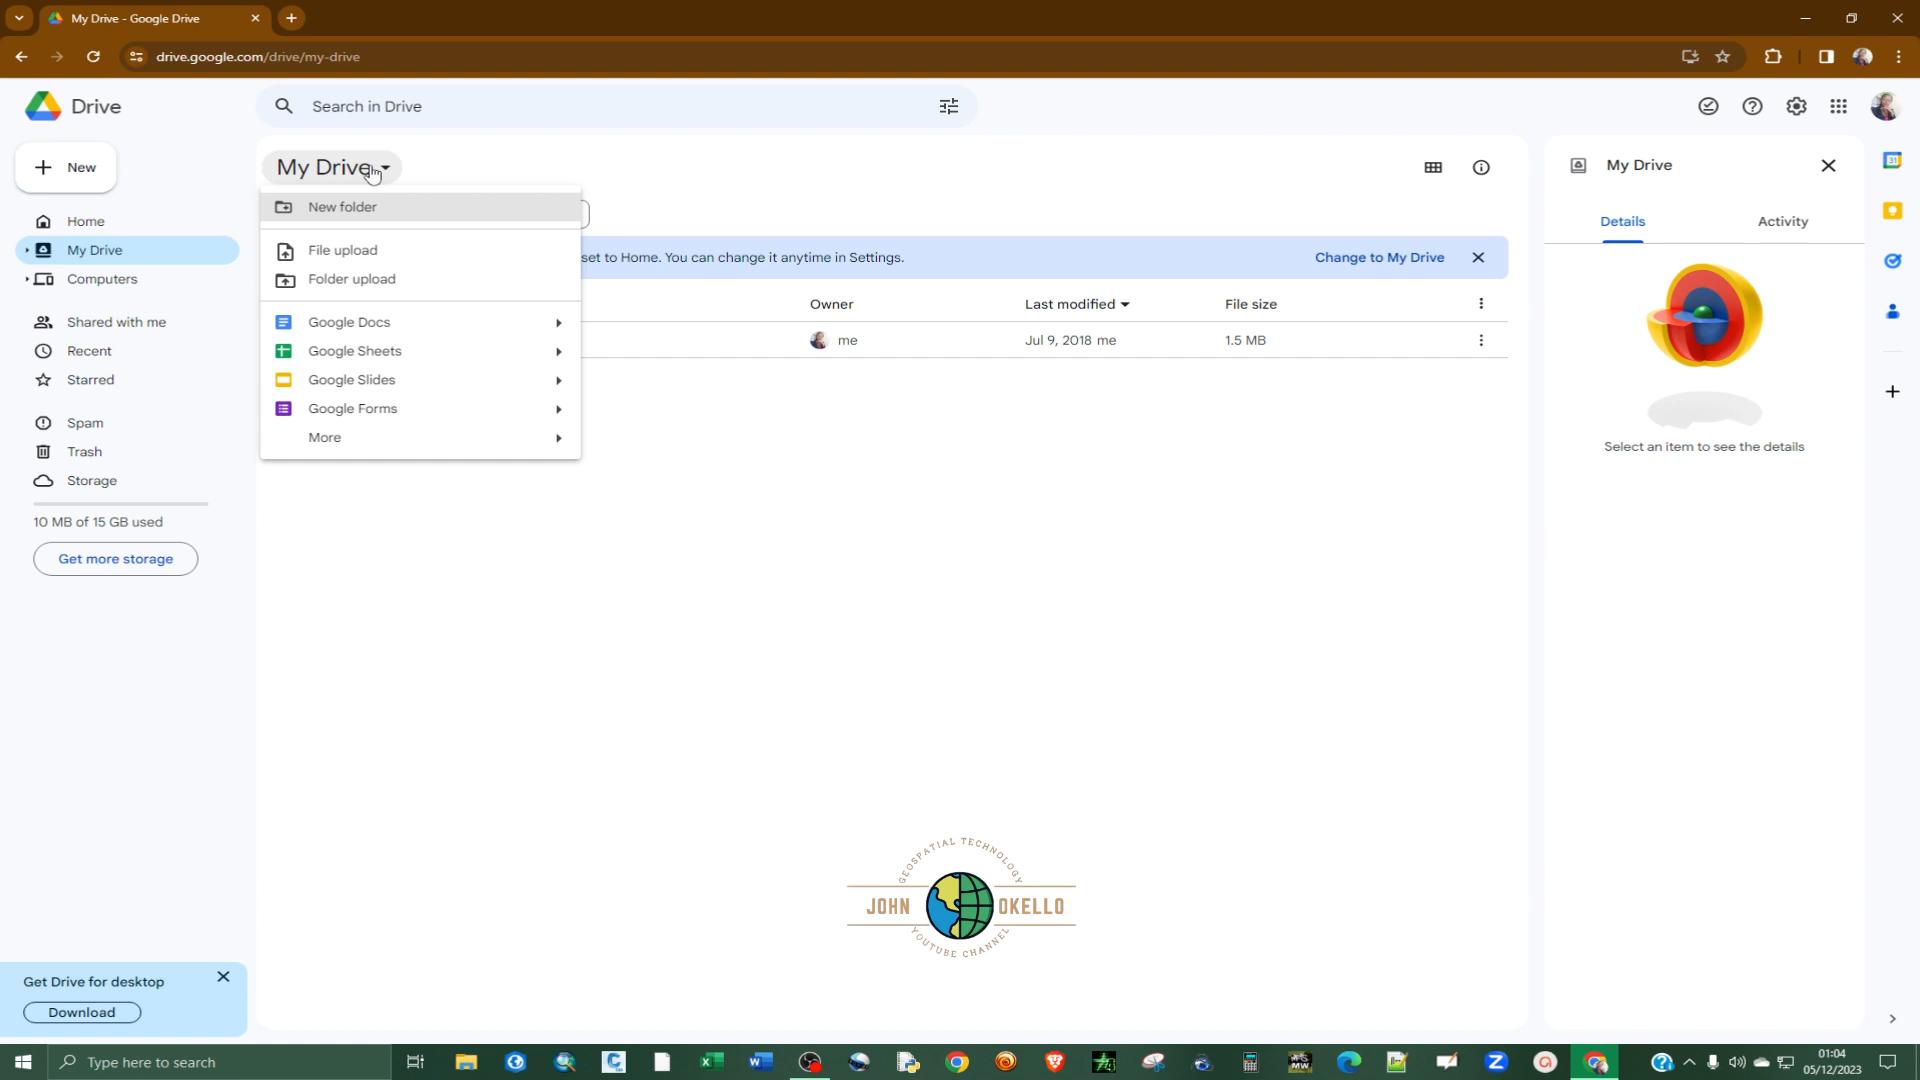 My Drive - Google Drive
drive.google.com/drive/my-drive
Drive
Search in Drive
New
My Drive
My Drive
New folder
Home
Details
Activity
My Drive
File upload
set to Home. You can change it anytime in Settings.
Change to My Drive
Computers
Folder upload
Owner
Last modified
File size
Shared with me
Google Docs
me
Jul 9, 2018 me
1.5 MB
Recent
Google Sheets
Starred
Google Slides
Google Forms
Spam
More
Select an item to see the details
Trash
Storage
10 MB of 15 GB used
Get more storage
GEOSPATIAL TECHNOLOGY
JOHN OKELLO
YOUTUBE CHANNEL
Get Drive for desktop
Download
Type here to search
01:04
05/12/2023
31